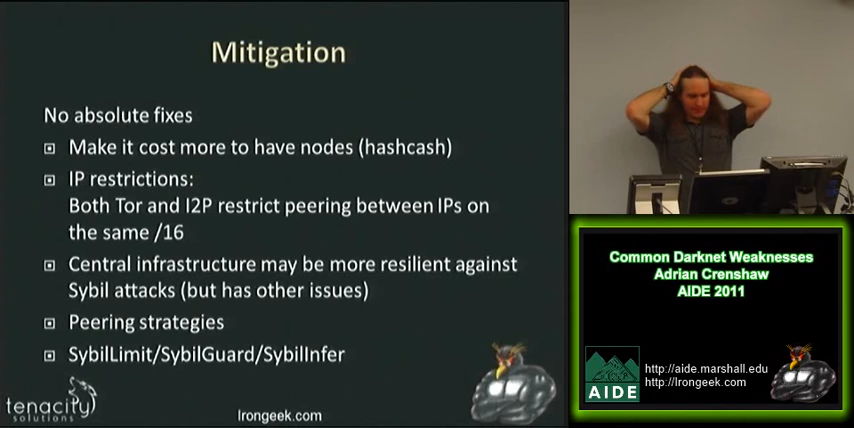 Mitigation
No absolute fixes
Make it cost more to have nodes (hashcash)
IP restrictions:
Both Tor and I2P restrict peering between IPs on
the same /16
Central infrastructure may be more resilient against
Sybil attacks (but has other issues)
Peering strategies
SybilLimit/SybilGuard/SybilInfer
tenacity
solutions
Irongeek.com
Common Darknet Weaknesses
Adrian Crenshaw
AIDE 2011
AIDE
http://aide.marshall.edu
http://Irongeek.com